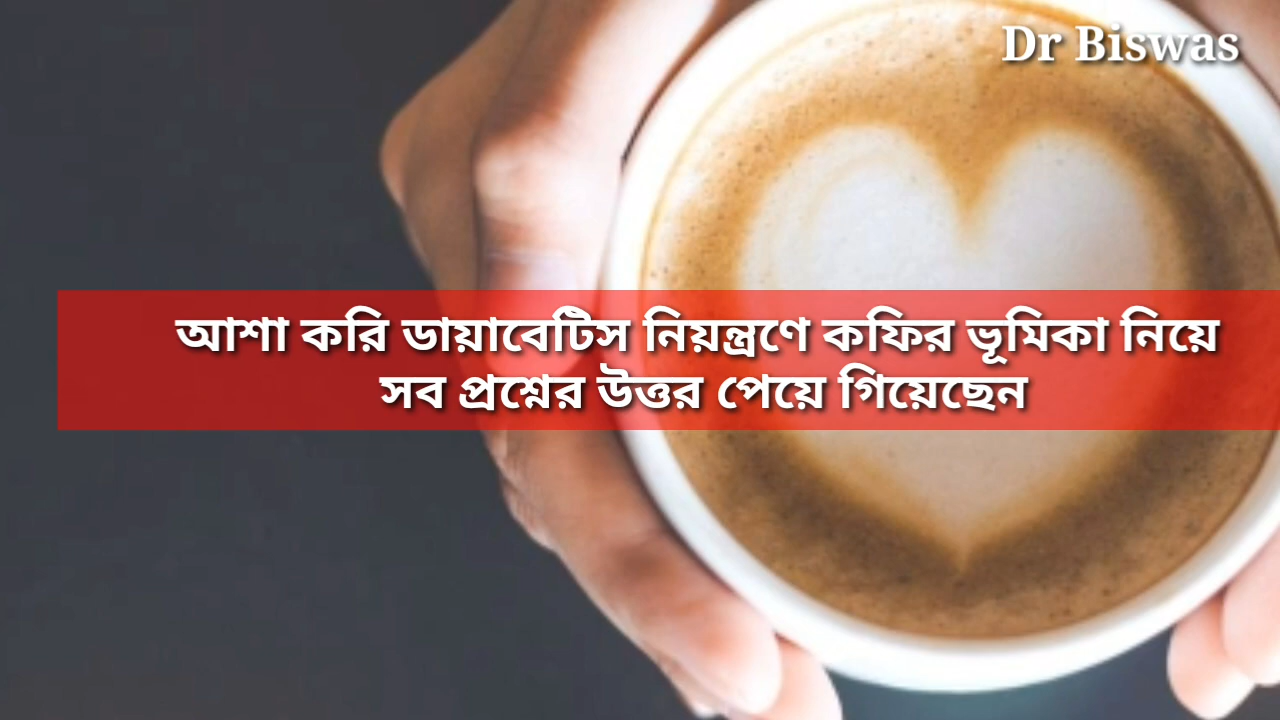 Dr Biswas
আশা করি ডায়াবেটিস নিয়ন্ত্রণে কফির ভূমিকা নিয়ে
সব প্রশ্নের উত্তর পেয়ে গিয়েছেন